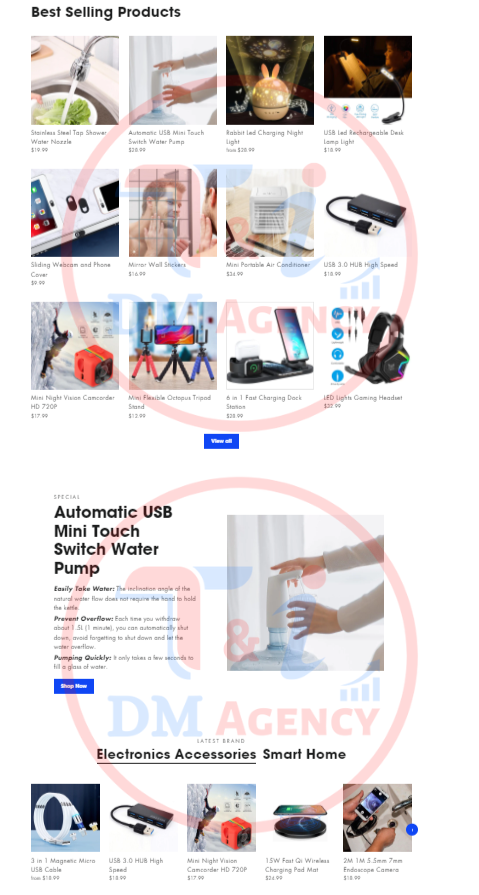 Best Selling Products
Stainless Steel Tap Shower
Water Nozzle
$19.99
Automatic USB Mini Touch
Switch Water Pump
$28.99
Rabbit Led Charging Night
Light
from $38.99
USB Led Rechargeable Desk
Lamp Light
$18.99
Sliding Webcam and Phone
Cover
$9.99
Mirror Wall Stickers
$16.99
Mini Portable Air Conditioner
$36.99
USB 3.0 HUB High Speed
$18.99
T&i
DM AGENCY
Mini Night Vision Camcorder
HD 720P
$17.99
Mini Flexible Octopus Tripod
Stand
$12.99
6 in 1 Fast Charging Dock
Station
$28.99
LED Lights Gaming Headset
$32.99
View all
SPECIAL
Automatic USB
Mini Touch
Switch Water
Pump
Easily Take Water: The inclination angle of the
natural water flow does not require the hand to hold
the kettle.
Prevent Overflow: Each time you withdraw
about 1.5L (1 minute), you can automatically shut
down, avoid forgetting to shut down and let the
water overflow.
Pumping Quickly: It only takes a few seconds to
fill a glass of water.
Shop Now
T&i
DM AGENCY
LATEST BRAND
Electronics Accessories Smart Home
3 in 1 Magnetic Micro
USB Cable
from $18.99
USB 3.0 HUB High
Speed
$18.99
Mini Night Vision
Camcorder HD 720P
$17.99
15W Fast Qi Wireless
Charging Pad Mat
$24.99
2M 1M 5.5mm 7mm
Endoscope Camera
$18.99